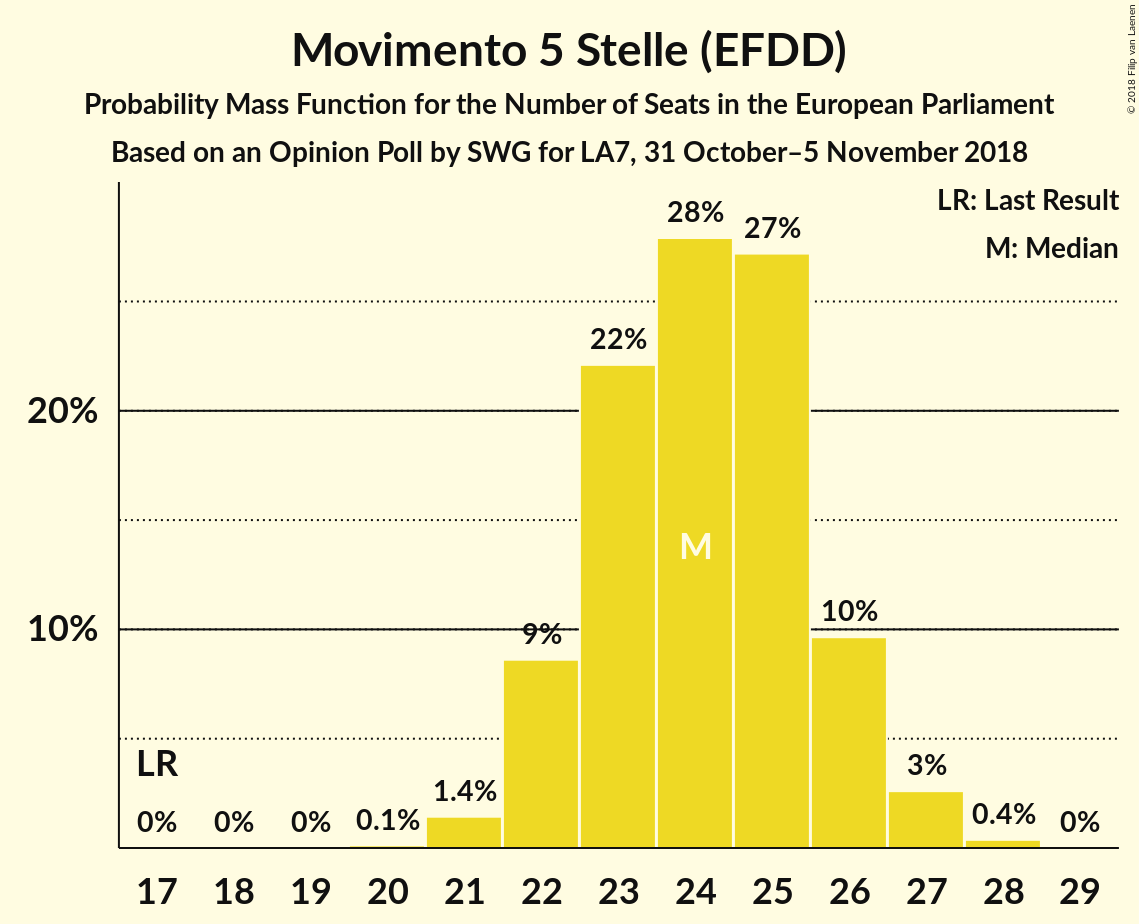 Movimento 5 Stelle (EFDD)
Probability Mass Function for the Number of Seats in the European Parliament
Based on an Opinion Poll by SWG for LA7, 31 October–5 November 2018
© 2018 Filip van Laenen
LR: Last Result
M: Median
28%
27%
22%
20%
M
10%
10%
9%
LR
3%
1.4%
0% 0% 0% 0.1% 0.4% 0%
17 18 19 20 21 22 23 24 25 26 27 28 29